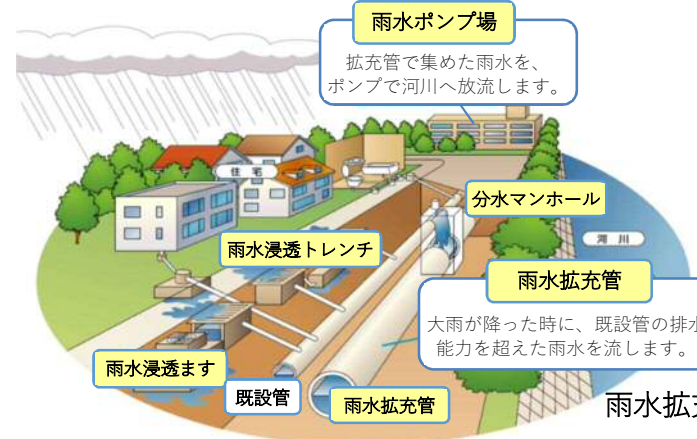 雨水ポンプ場
拡充管で集めた雨水を、
ポンプで河川へ放流します。
住宅
分水マンホール
河川
雨水浸透トレンチ
雨水拡充管
大雨が降った時に、既設管の排水
能力を超えた雨水を流します。
雨水浸透ます
既設管
雨水拡充管
雨水拡充